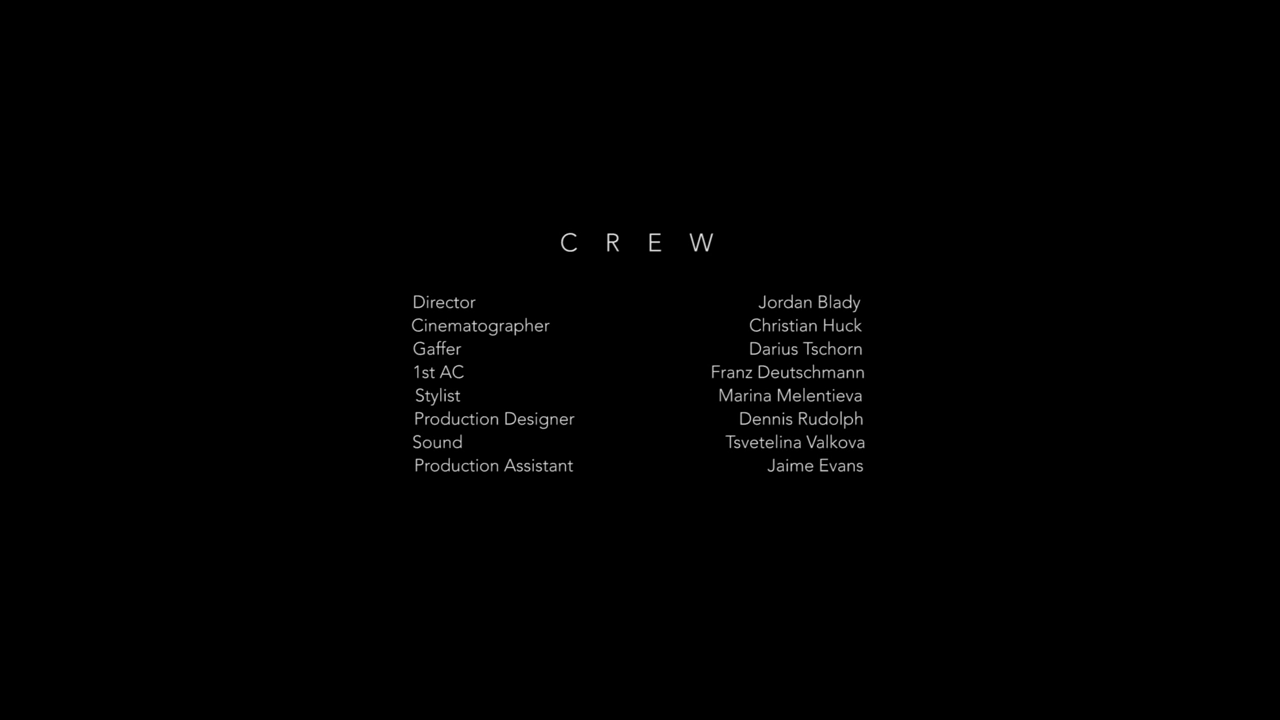 C R E W
Director Jordan Blady
Cinematographer Christian Huck
Gaffer Darius Tschorn
1st AC Franz Deutschmann
Stylist Marina Melentieva
Production Designer Dennis Rudolph
Sound Tsvetelina Valkova
Production Assistant Jaime Evans